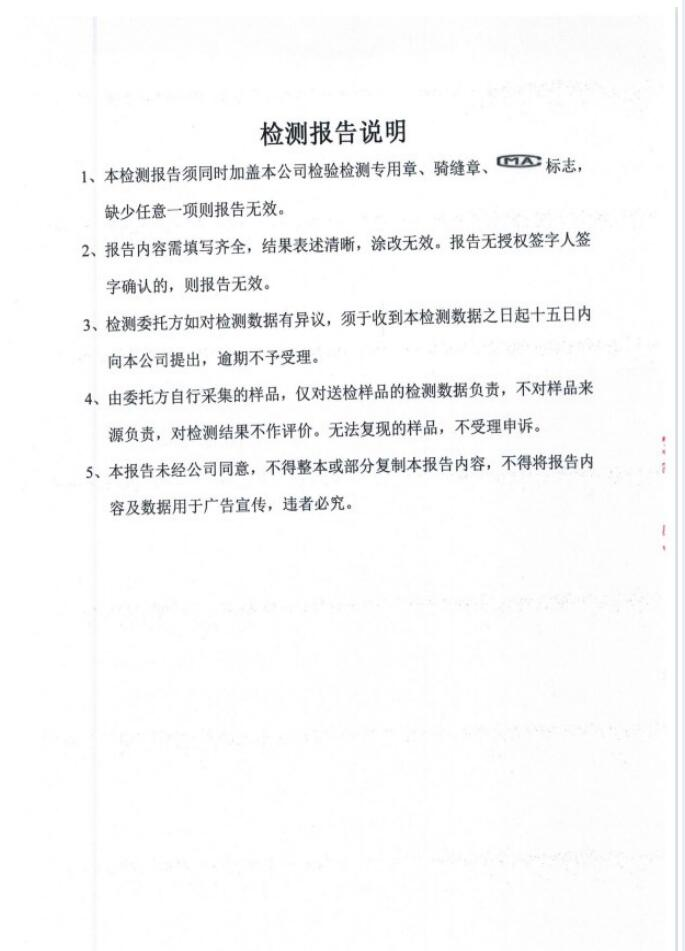 检测报告说明
1、本检测报告须同时加盖本公司检验检测专用章、骑缝章、MA标志，
缺少任意一项则报告无效。
2、报告内容需填写齐全，结果表述清晰，涂改无效。报告无授权签字人签
字确认的，则报告无效。
3、检测委托方如对检测数据有异议，须于收到本检测数据之日起十五日内
向本公司提出，逾期不予受理。
4、由委托方自行采集的样品，仅对送检样品的检测数据负责，不对样品来
源负责，对检测结果不作评价。无法复现的样品，不受理申诉。
5、本报告未经公司同意，不得整本或部分复制本报告内容，不得将报告内
容及数据用于广告宣传，违者必究。